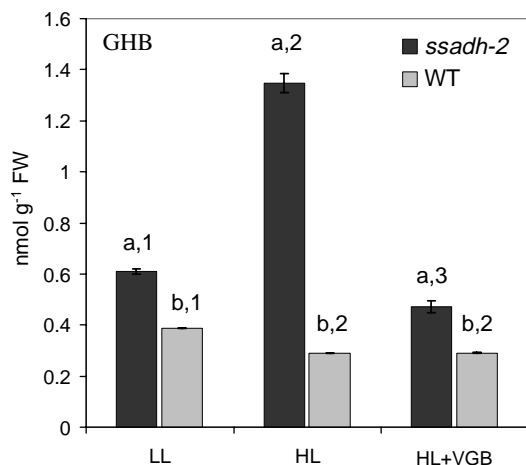 GHB
ssadh-2
WT
nmol g⁻¹ FW
1.6
1.4
1.2
1
0.8
0.6
0.4
0.2
0
a,1
b,1
a,2
b,2
a,3
b,2
LL
HL
HL+VGB